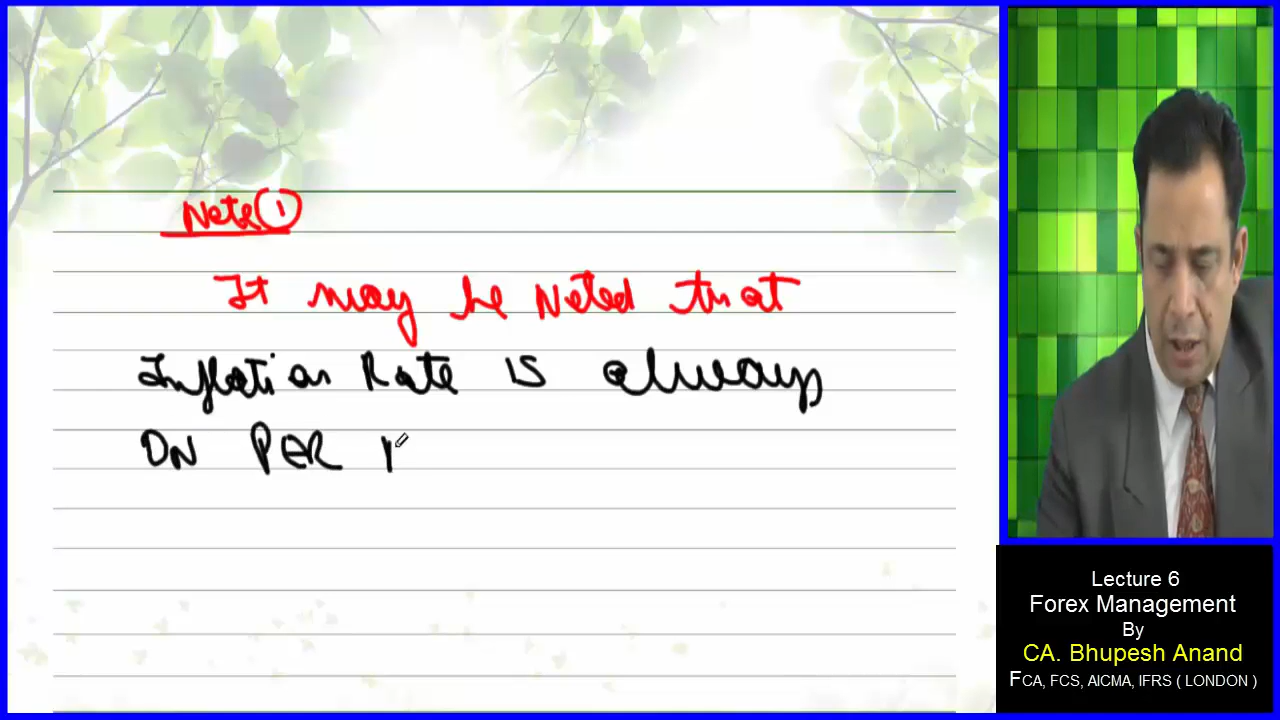 Note (1)
It may be Noted that
Inflation Rate is always
ON PER
Lecture 6
Forex Management
By
CA. Bhupesh Anand
FCA, FCS, AICMA, IFRS ( LONDON )